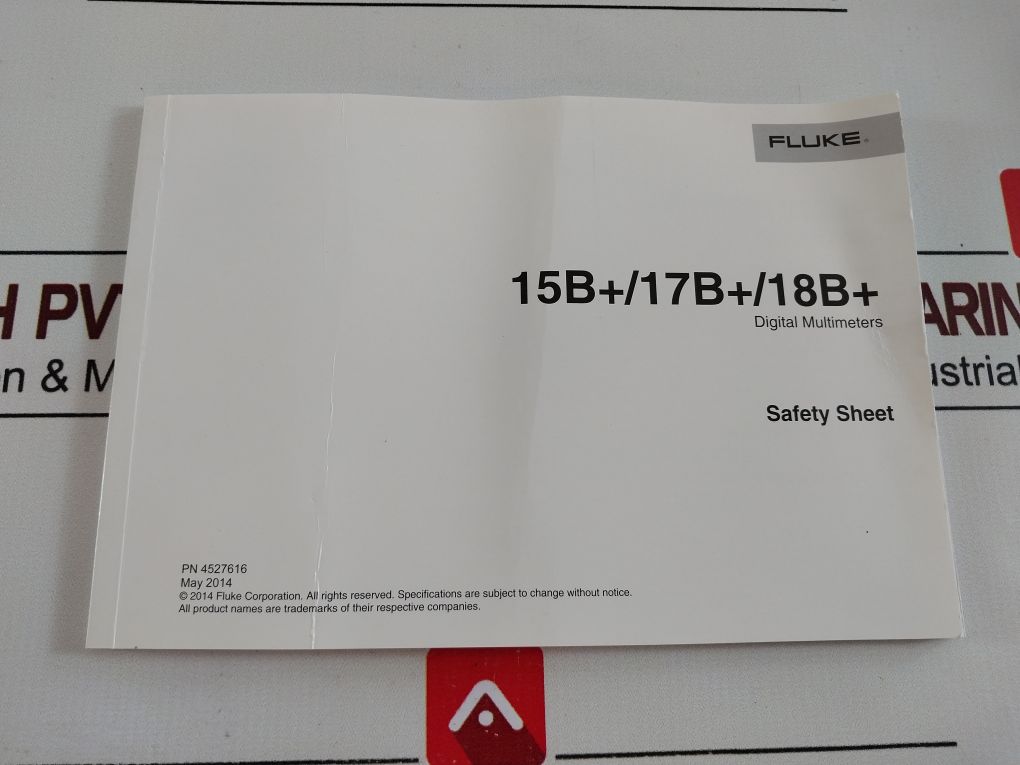 FLUKE®
15B+/17B+/18B+
Digital Multimeters
Safety Sheet
PN 4527616
May 2014
© 2014 Fluke Corporation. All rights reserved. Specifications are subject to change without notice.
All product names are trademarks of their respective companies.
H PV
ARIN
n & M
ustrial